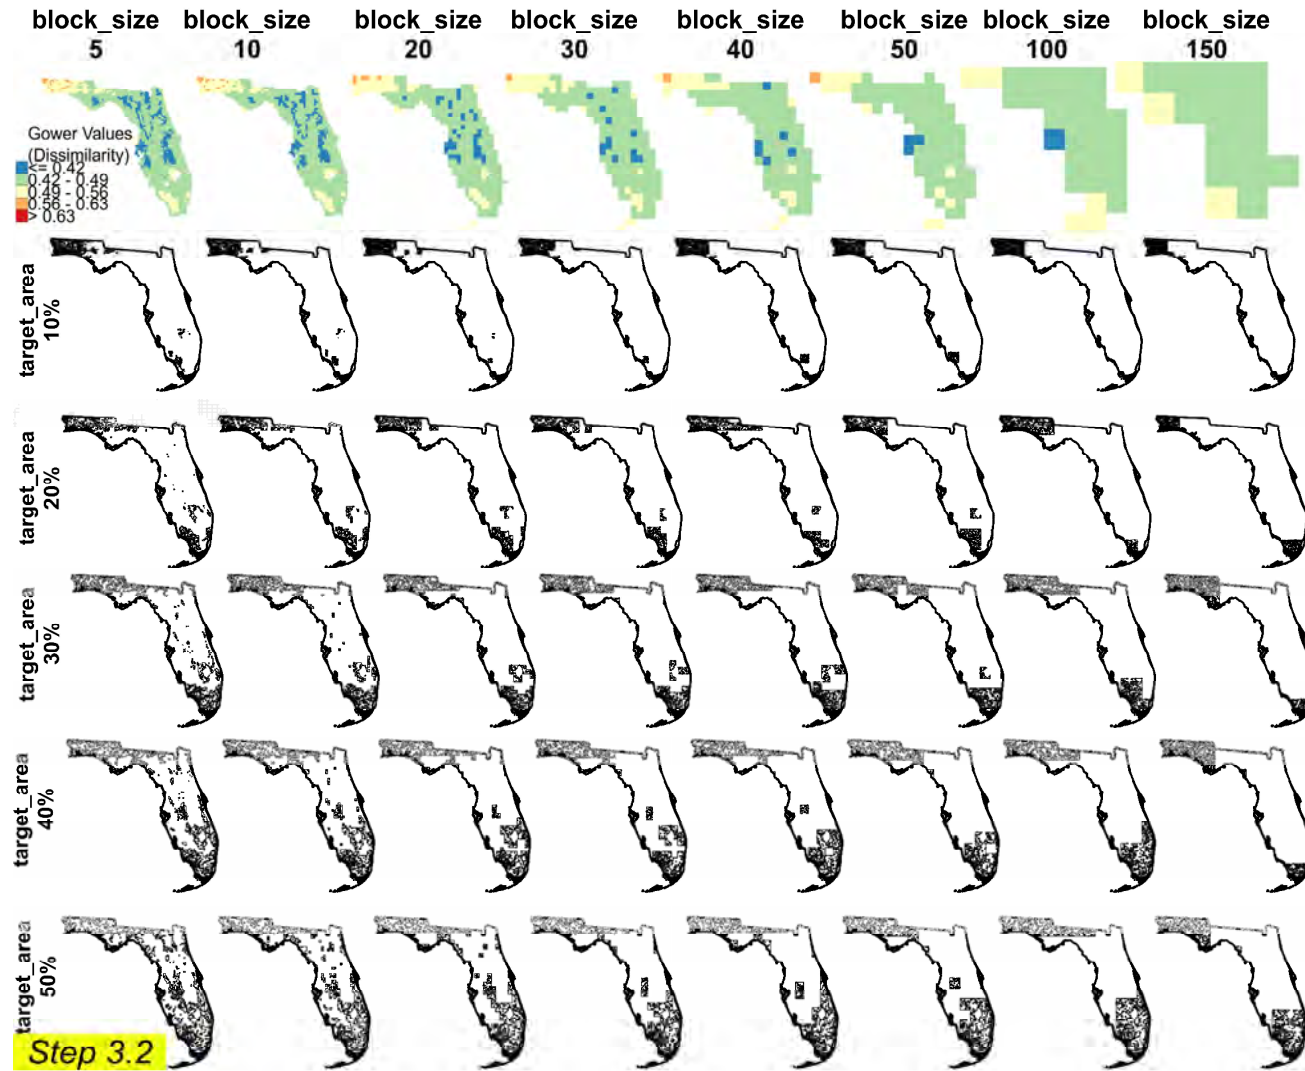 block_size block_size block_size block_size block_size block_size block_size block_size
5 10 20 30 40 50 100 150
Gower Values
(Dissimilarity)
<= 0.42
0.42 - 0.49
0.49 - 0.56
0.56 - 0.63
> 0.63
target_area
10%
target_area
20%
target_area
30%
target_area
40%
target_area
50%
Step 3.2